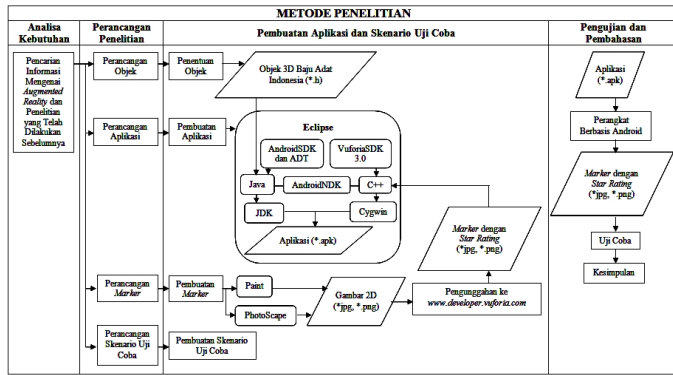 METODE PENELITIAN
Analisa
Kebutuhan
Perancangan
Penelitian
Pembuatan Aplikasi dan Skenario Uji Coba
Pengujian dan
Pembahasan
Pencarian
Informasi
Mengenai
Augmented
Reality dan
Penelitian
yang Telah
Dilakukan
Sebelumnya
Perancangan
Objek
Penentuan
Objek
Objek 3D Baju Adat
Indonesia (*.h)
Perancangan
Aplikasi
Pembuatan
Aplikasi
Eclipse
AndroidSDK
dan ADT
VuforiaSDK
3.0
Java
AndroidNDK
C++
JDK
Cygwin
Aplikasi (*.apk)
Marker dengan
Star Rating
(*jpg, *.png)
Perancangan
Marker
Pembuatan
Marker
Paint
PhotoScape
Gambar 2D
(*jpg, *.png)
Pengunggahan ke
www.developer.vuforia.com
Perancangan
Skenario Uji
Coba
Pembuatan Skenario
Uji Coba
Aplikasi
(*.apk)
Perangkat
Berbasis Android
Marker dengan
Star Rating
(*jpg, *.png)
Uji Coba
Kesimpulan